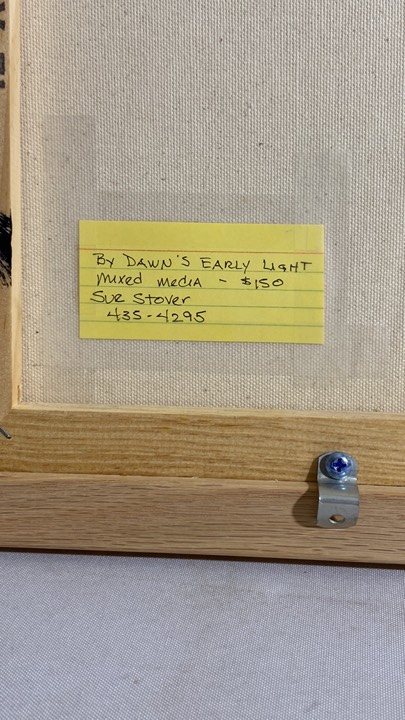 By Dawn's Early Light
Mixed media - $150
Sue Stover
435-4295